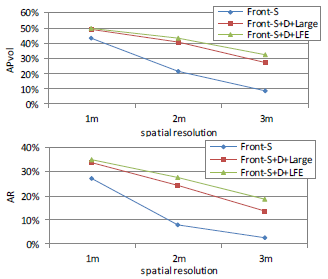 60%
50%
40%
30%
20%
10%
0%
APvol
Front-S
Front-S+D+Large
Front-S+D+LFE
1m 2m 3m
spatial resolution
40%
30%
20%
10%
0%
AR
Front-S
Front-S+D+Large
Front-S+D+LFE
1m 2m 3m
spatial resolution